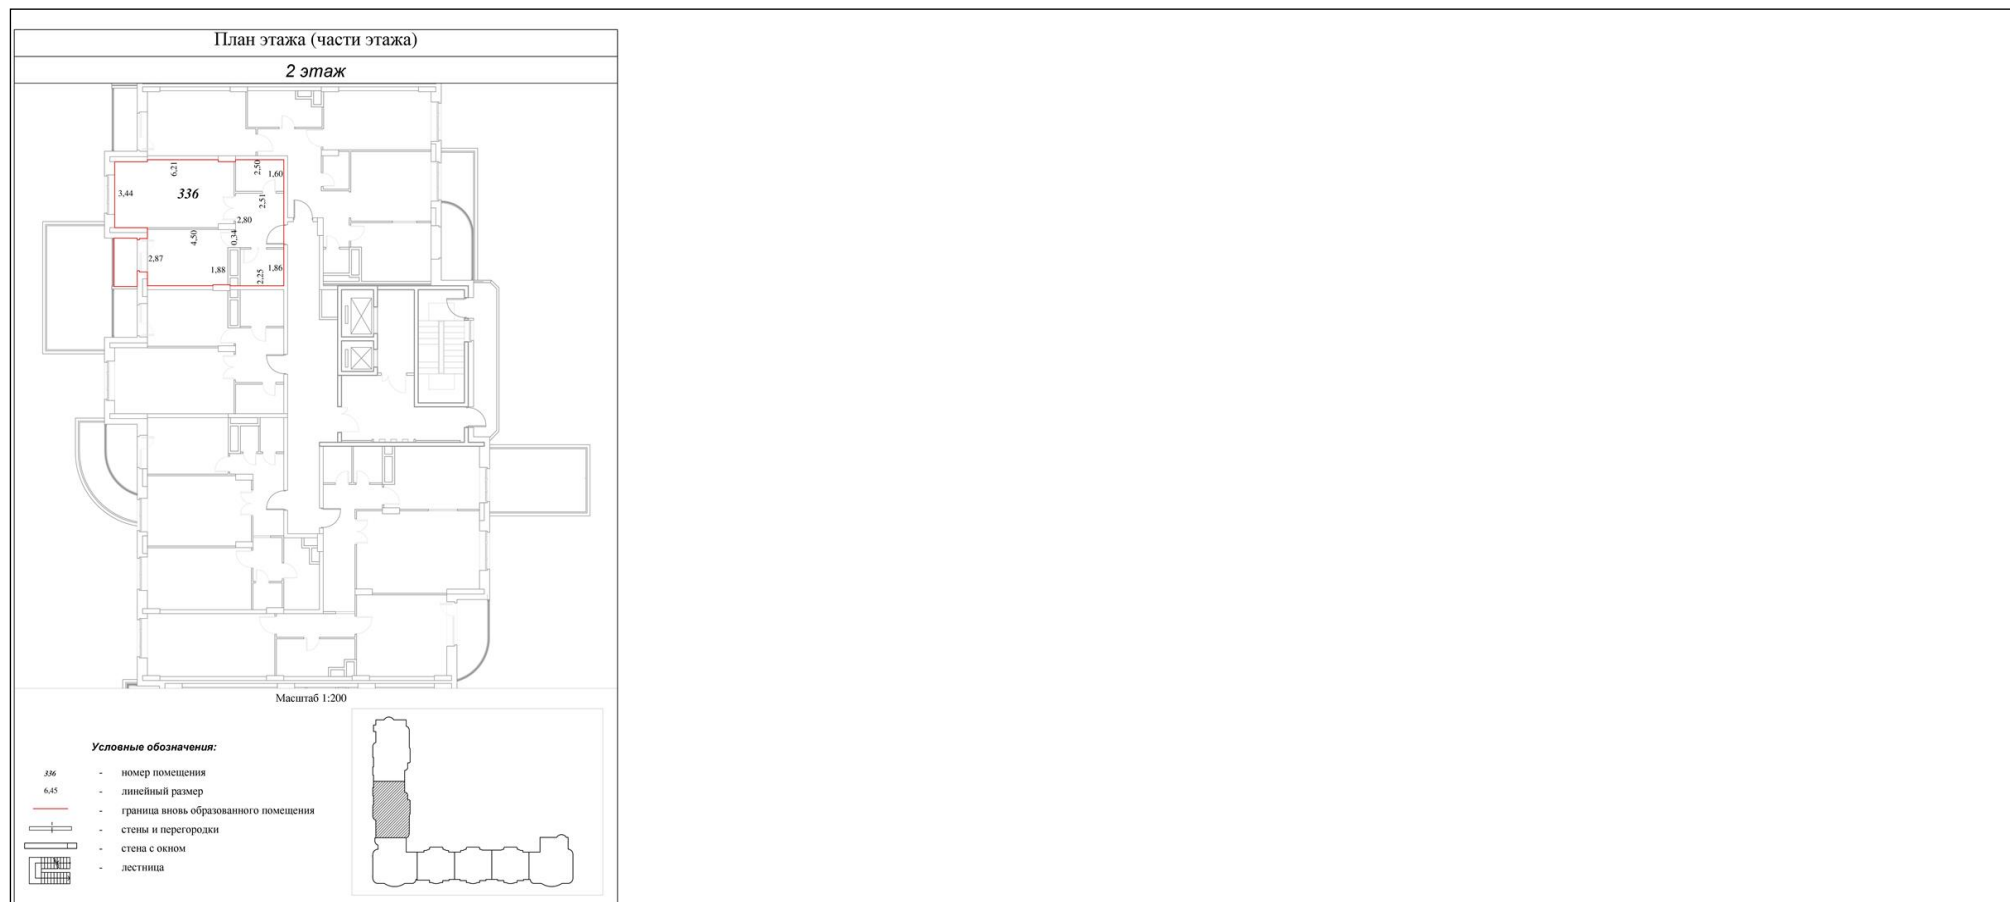 План этажа (части этажа)
2 этаж
6,21
2,50
1,60
3,44
336
2,51
2,80
4,50
0,34
2,87
1,88
2,25
1,86
Масштаб 1:200
Условные обозначения:
336 - номер помещения
6,45 - линейный размер
- граница вновь образованного помещения
- стены и перегородки
- стена с окном
- лестница